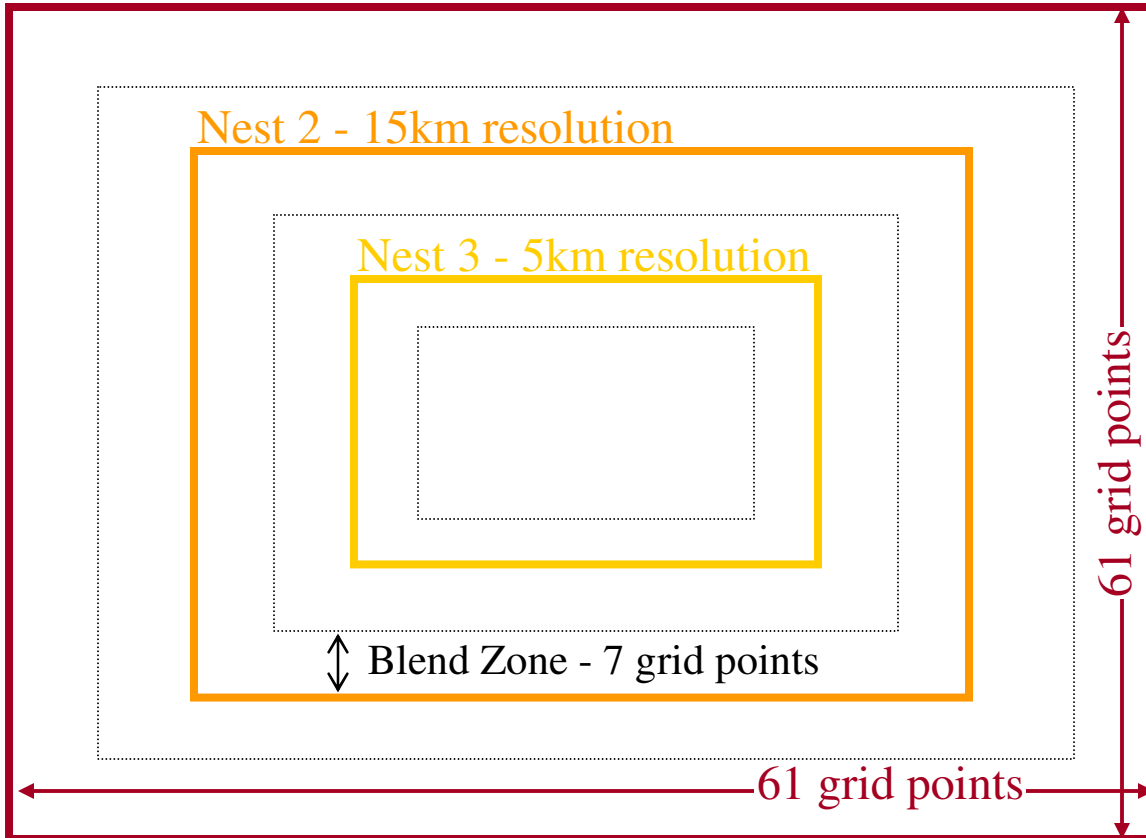 Nest 2 - 15km resolution
Nest 3 - 5km resolution
61 grid points
Blend Zone - 7 grid points
61 grid points